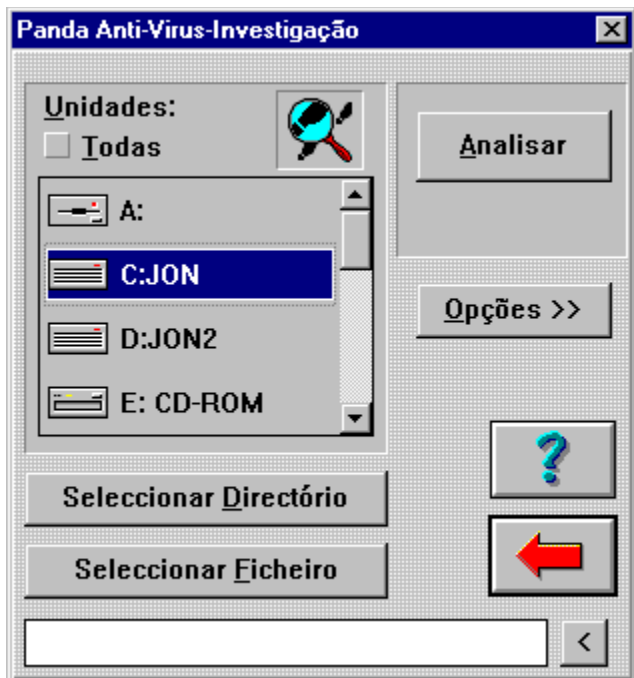 Panda Anti-Virus-Investigação
Unidades:
Todas
Analisar
A:
C:JON
D:JON2
E: CD-ROM
Opções >>
Seleccionar Directório
Seleccionar Ficheiro
<